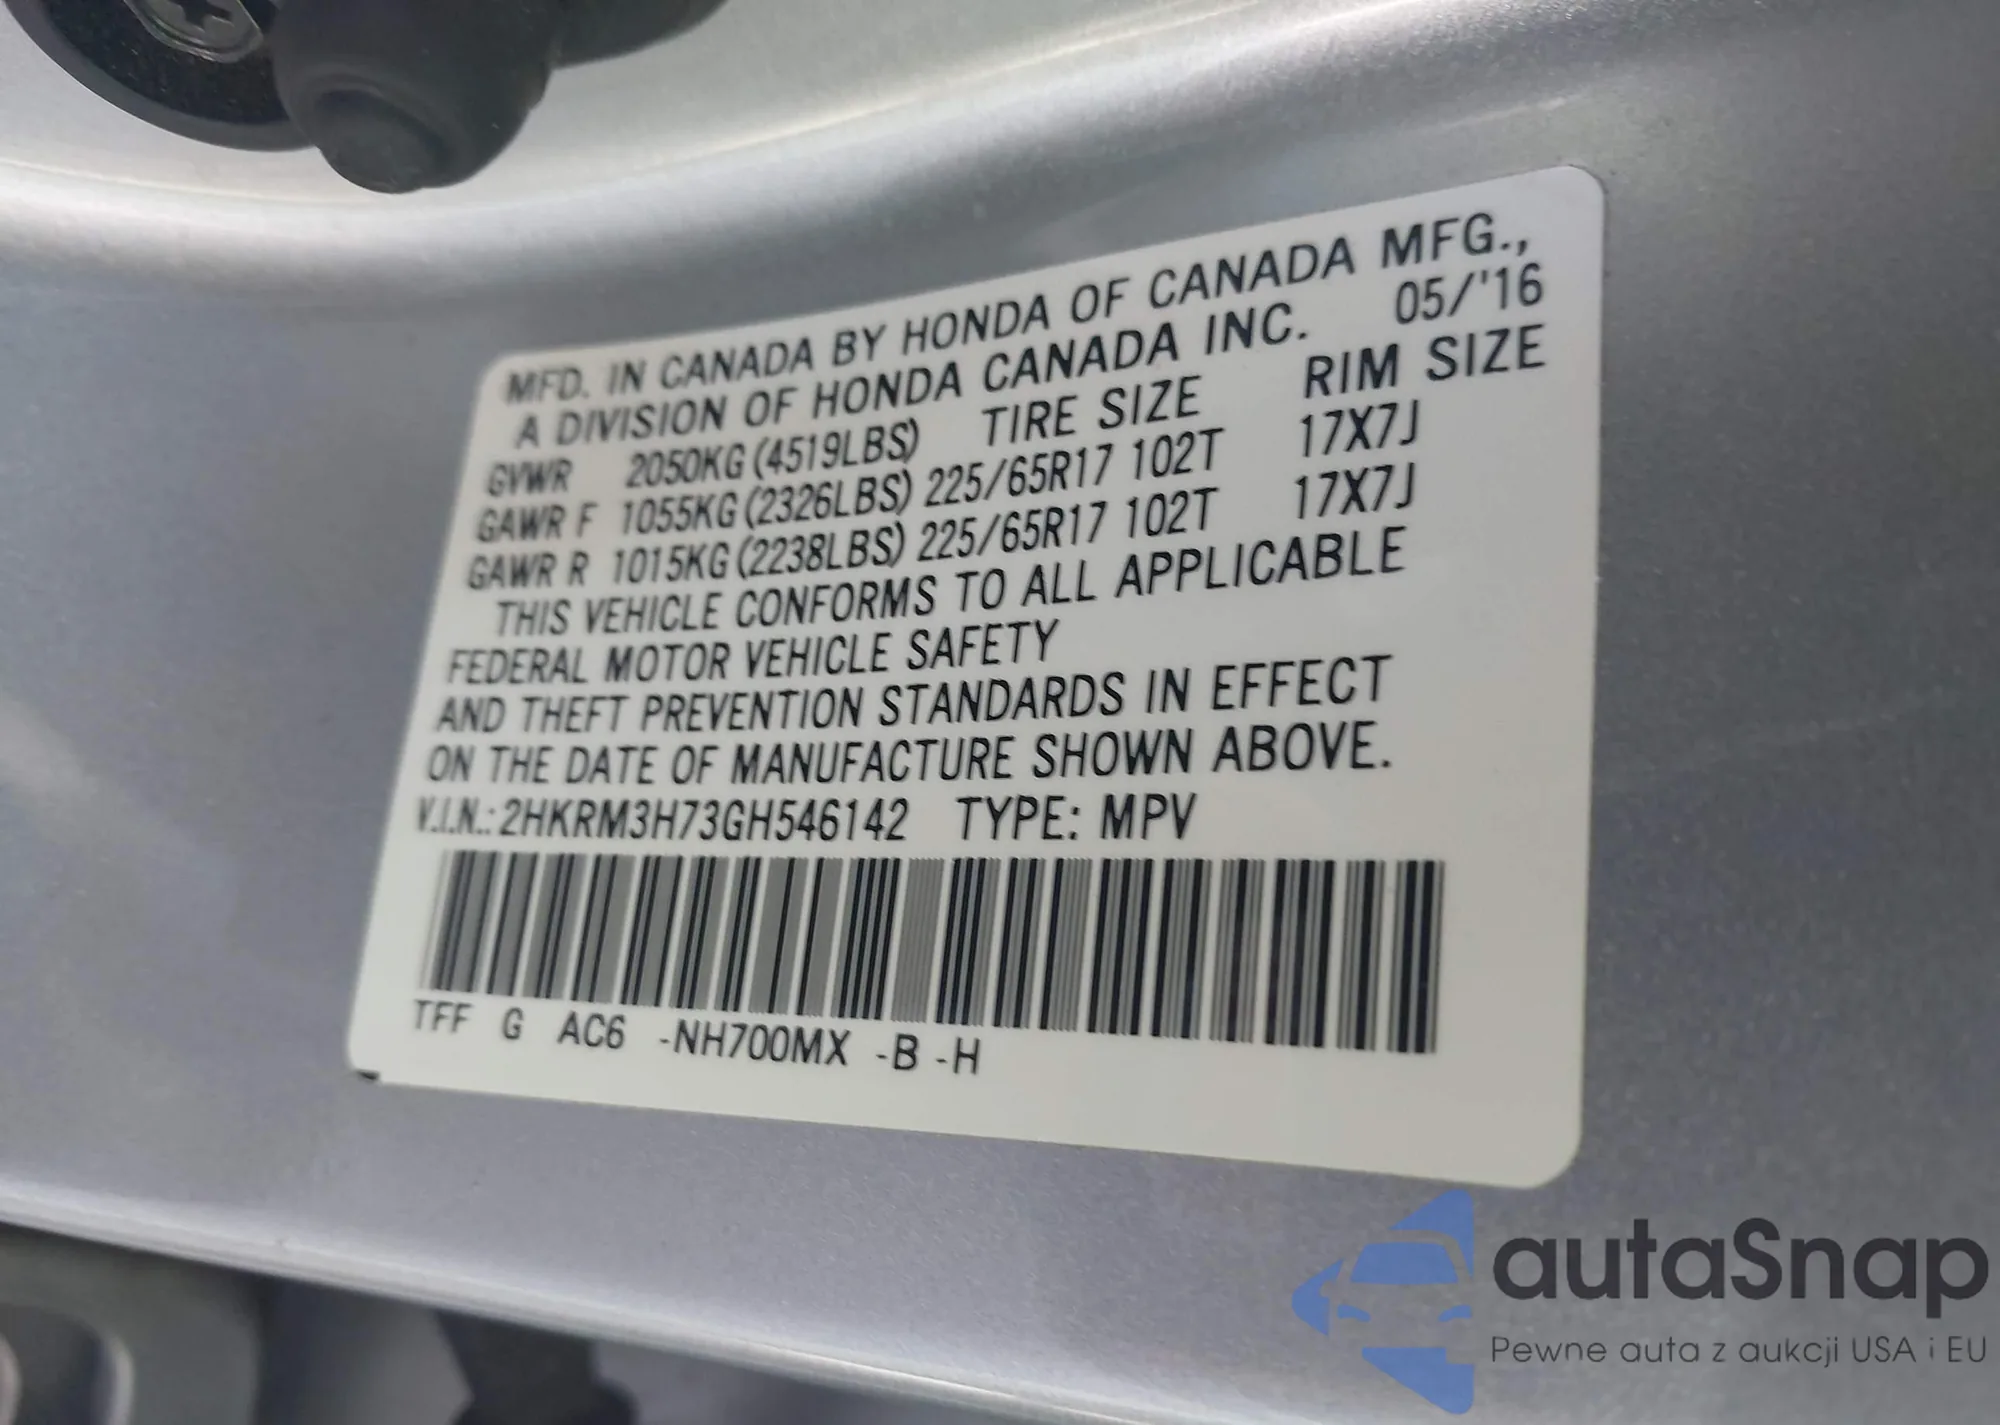 MFD. IN CANADA BY HONDA OF CANADA MFG.,
A DIVISION OF HONDA CANADA INC. 05/'16
GVWR 2050KG (4519LBS) TIRE SIZE RIM SIZE
GAWR F 1055KG (2326LBS) 225/65R17 102T 17X7J
GAWR R 1015KG (2238LBS) 225/65R17 102T 17X7J
THIS VEHICLE CONFORMS TO ALL APPLICABLE
FEDERAL MOTOR VEHICLE SAFETY
AND THEFT PREVENTION STANDARDS IN EFFECT
ON THE DATE OF MANUFACTURE SHOWN ABOVE.
V.I.N.: 2HKRM3H73GH546142 TYPE: MPV
TFF G AC6 -NH700MX -B -H
autaSnap
Pewne auta z aukcji USA i EU